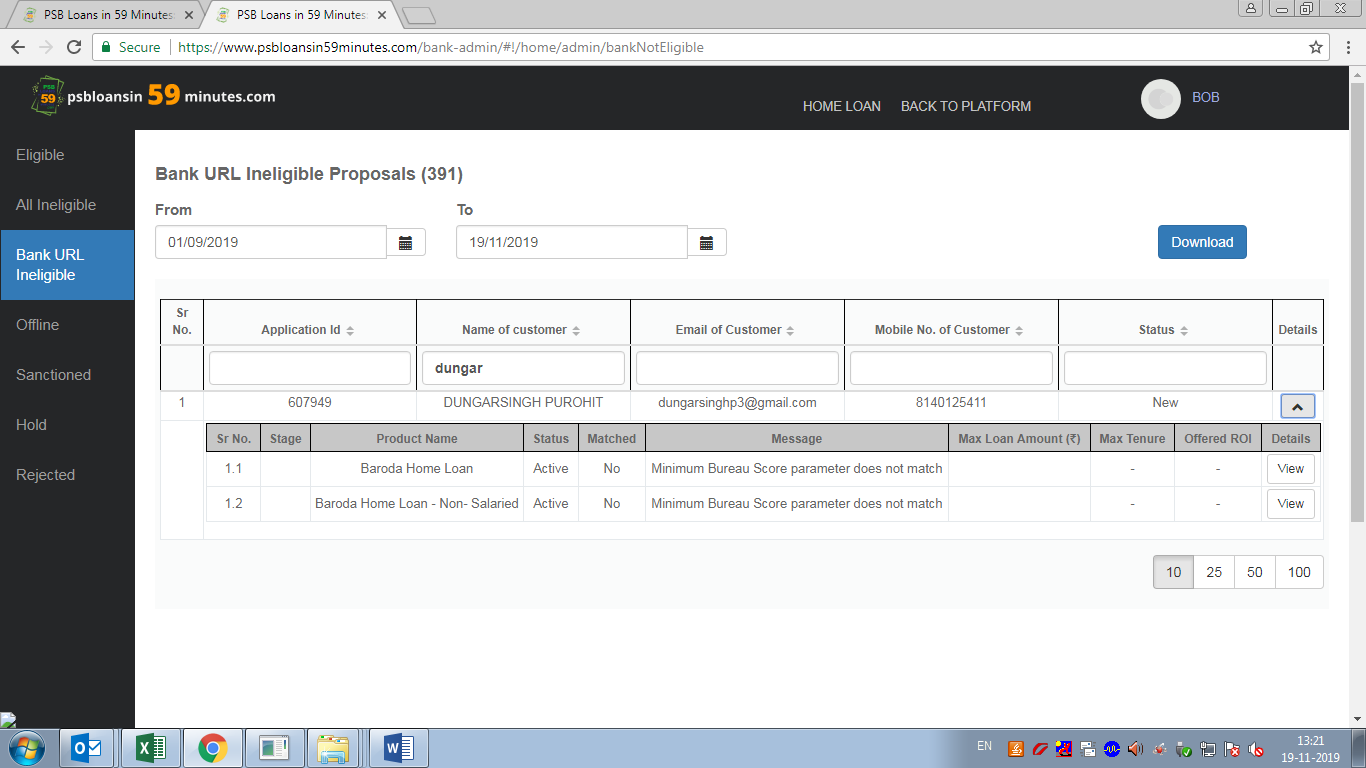 PSB Loans in 59 Minutes:
PSB Loans in 59 Minutes:
Secure https://www.psbloansin59minutes.com/bank-admin/#!/home/admin/bankNotEligible
PSB
59
psbloansin 59 minutes.com
HOME LOAN BACK TO PLATFORM BOB
Eligible
All Ineligible
Bank URL
Ineligible
Offline
Sanctioned
Hold
Rejected
Bank URL Ineligible Proposals (391)
From To
01/09/2019 19/11/2019 Download
Sr No. Application Id Name of customer Email of Customer Mobile No. of Customer Status Details
dungar
1 607949 DUNGARSINGH PUROHIT dungarsinghp3@gmail.com 8140125411 New
Sr No. Stage Product Name Status Matched Message Max Loan Amount (₹) Max Tenure Offered ROI Details
1.1 Baroda Home Loan Active No Minimum Bureau Score parameter does not match - - View
1.2 Baroda Home Loan - Non- Salaried Active No Minimum Bureau Score parameter does not match - - View
10 25 50 100
EN
13:21
19-11-2019